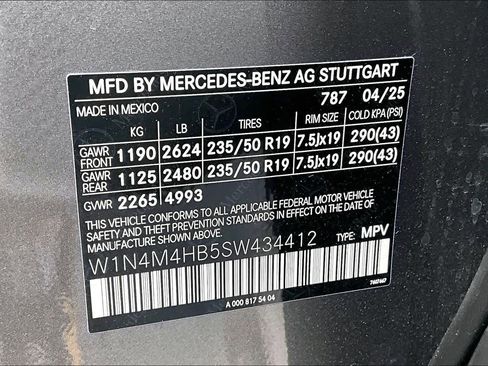 MFD BY MERCEDES-BENZ AG STUTTGART
MADE IN MEXICO 787 04/25
KG LB TIRES RIM SIZE COLD KPA (PSI)
GAWR FRONT 1190 2624 235/50 R19 7.5Jx19 290(43)
GAWR REAR 1125 2480 235/50 R19 7.5Jx19 290(43)
GVWR 2265 4993
THIS VEHICLE CONFORMS TO ALL APPLICABLE FEDERAL MOTOR VEHICLE
SAFETY STANDARDS, BUMPER, AND THEFT PREVENTION STANDARDS IN EFFECT
ON THE DATE OF MANUFACTURE SHOWN ABOVE.
W1N4M4HB5SW434412 TYPE: MPV
A 000 817 54 04